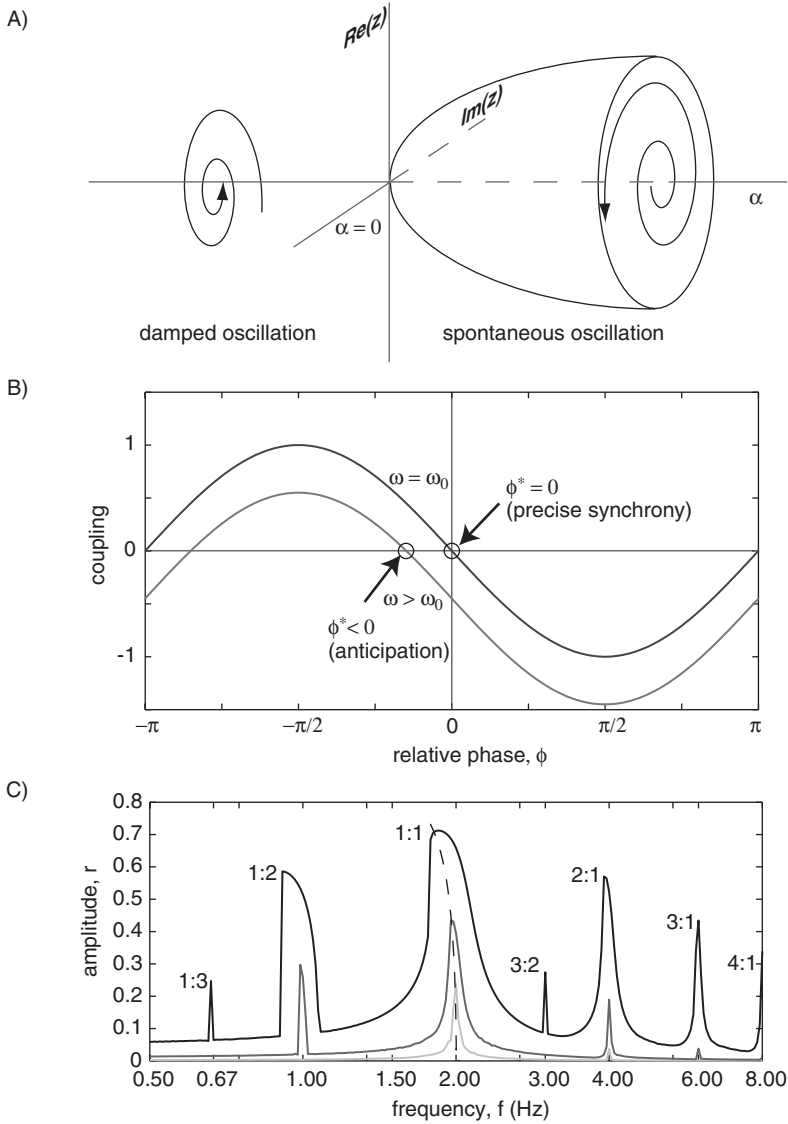 A)
Re(z)
Im(z)
α = 0
α
damped oscillation
spontaneous oscillation
B)
coupling
1
0
-1
ω = ω₀
ϕ* = 0
(precise synchrony)
ω > ω₀
ϕ* < 0
(anticipation)
−π
−π/2
0
π/2
π
relative phase, ϕ
C)
amplitude, r
0.8
0.7
0.6
0.5
0.4
0.3
0.2
0.1
0
1:3
1:2
1:1
3:2
2:1
3:1
4:1
0.50
0.67
1.00
1.50
2.00
3.00
4.00
6.00
8.00
frequency, f (Hz)